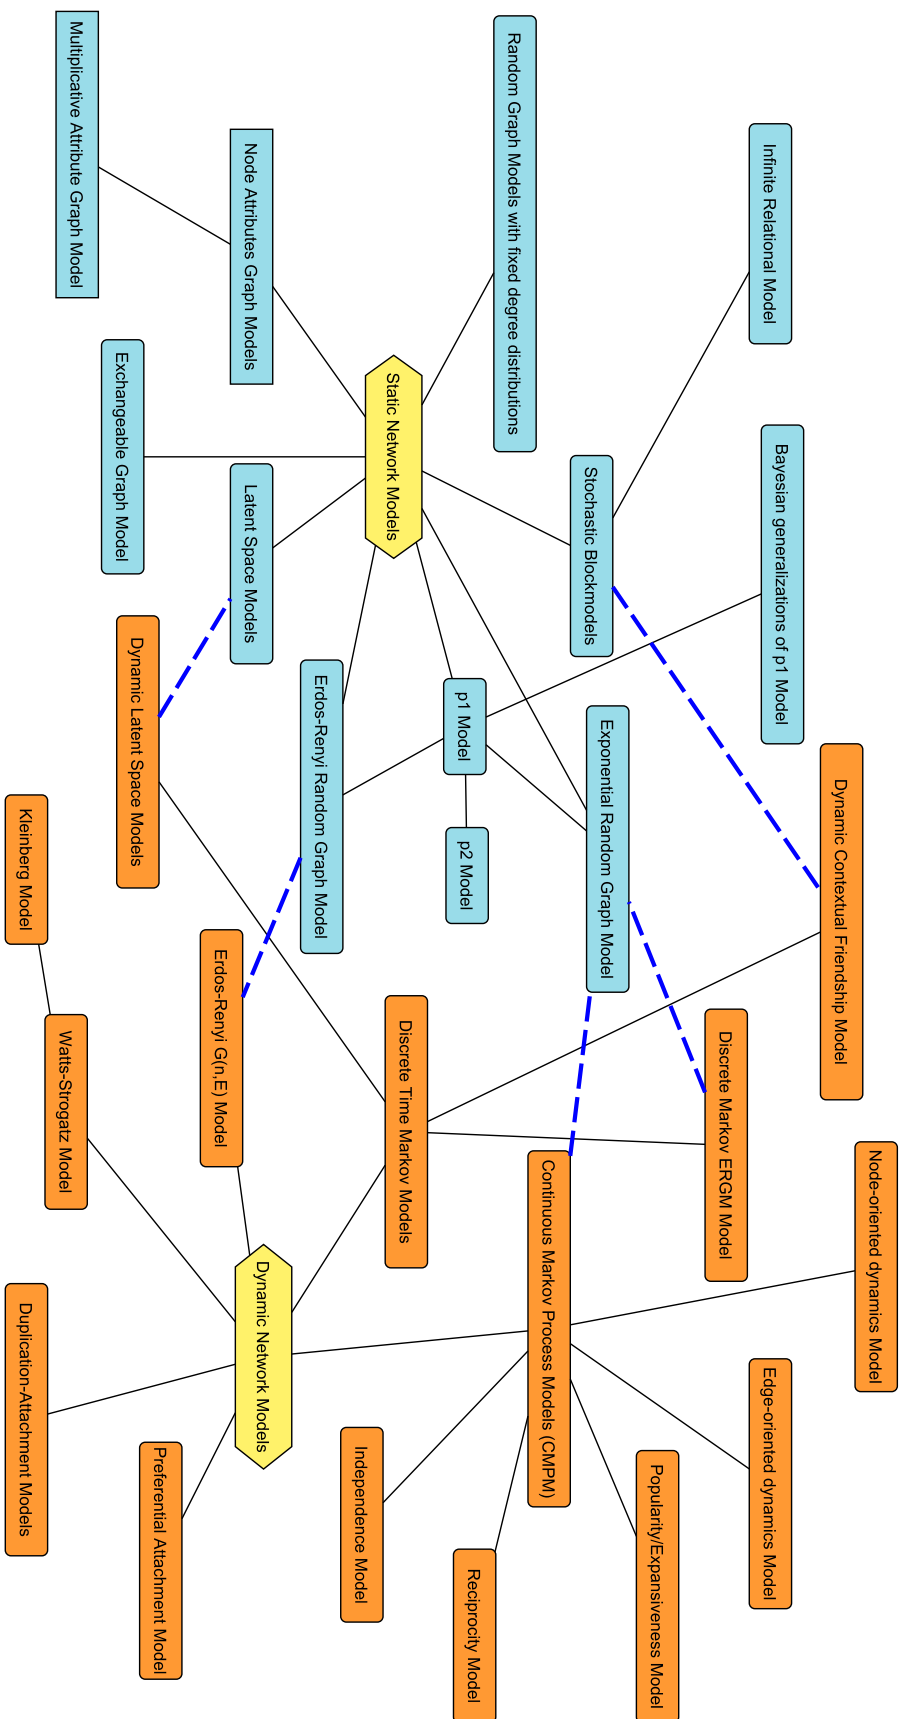 Infinite Relational Model
Bayesian generalizations of p1 Model
Dynamic Contextual Friendship Model
Node-oriented dynamics Model
Random Graph Models with fixed degree distributions
Stochastic Blockmodels
Exponential Random Graph Model
Discrete Markov ERGM Model
Edge-oriented dynamics Model
Static Network Models
p1 Model
p2 Model
Continuous Markov Process Models (CMPM)
Popularity/Expansiveness Model
Node Attributes Graph Models
Latent Space Models
Erdos-Renyi Random Graph Model
Discrete Time Markov Models
Independence Model
Reciprocity Model
Multiplicative Attribute Graph Model
Exchangeable Graph Model
Dynamic Latent Space Models
Erdos-Renyi G(n,E) Model
Dynamic Network Models
Preferential Attachment Model
Kleinberg Model
Watts-Strogatz Model
Duplication-Attachment Models